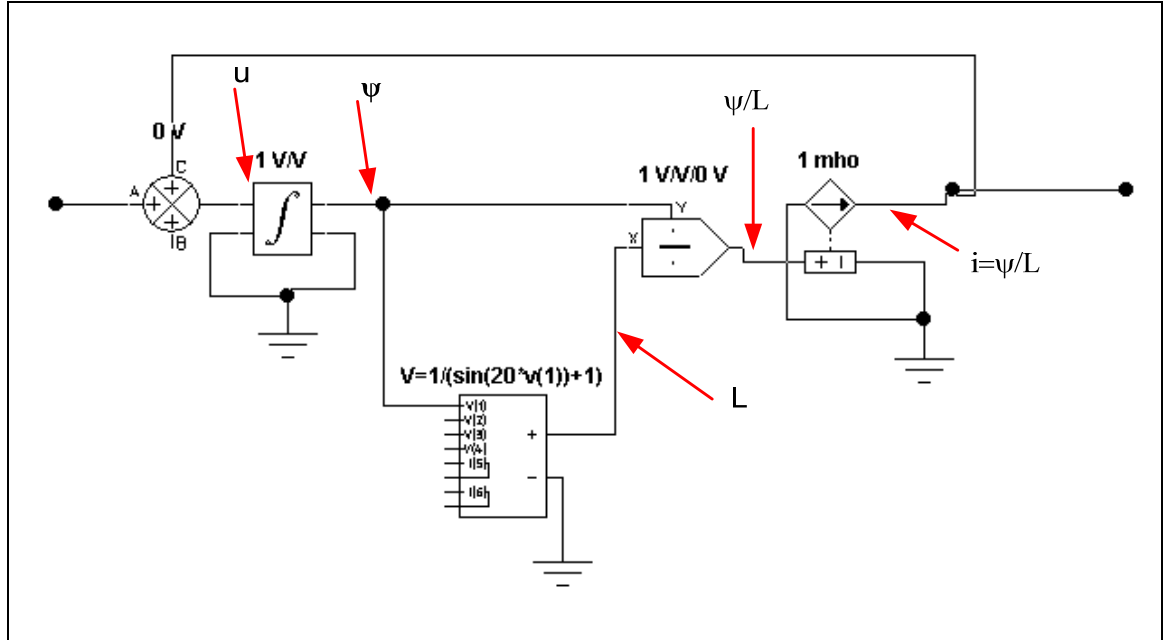 u
ψ
ψ/L
0 V
C
1 V/V
1 mho
1 V/V/0 V
A
Y
B
X
i=ψ/L
V=1/(sin(20*v(1))+1)
L
V(1)
V(2)
V(3)
V(4)
I(5)
I(6)